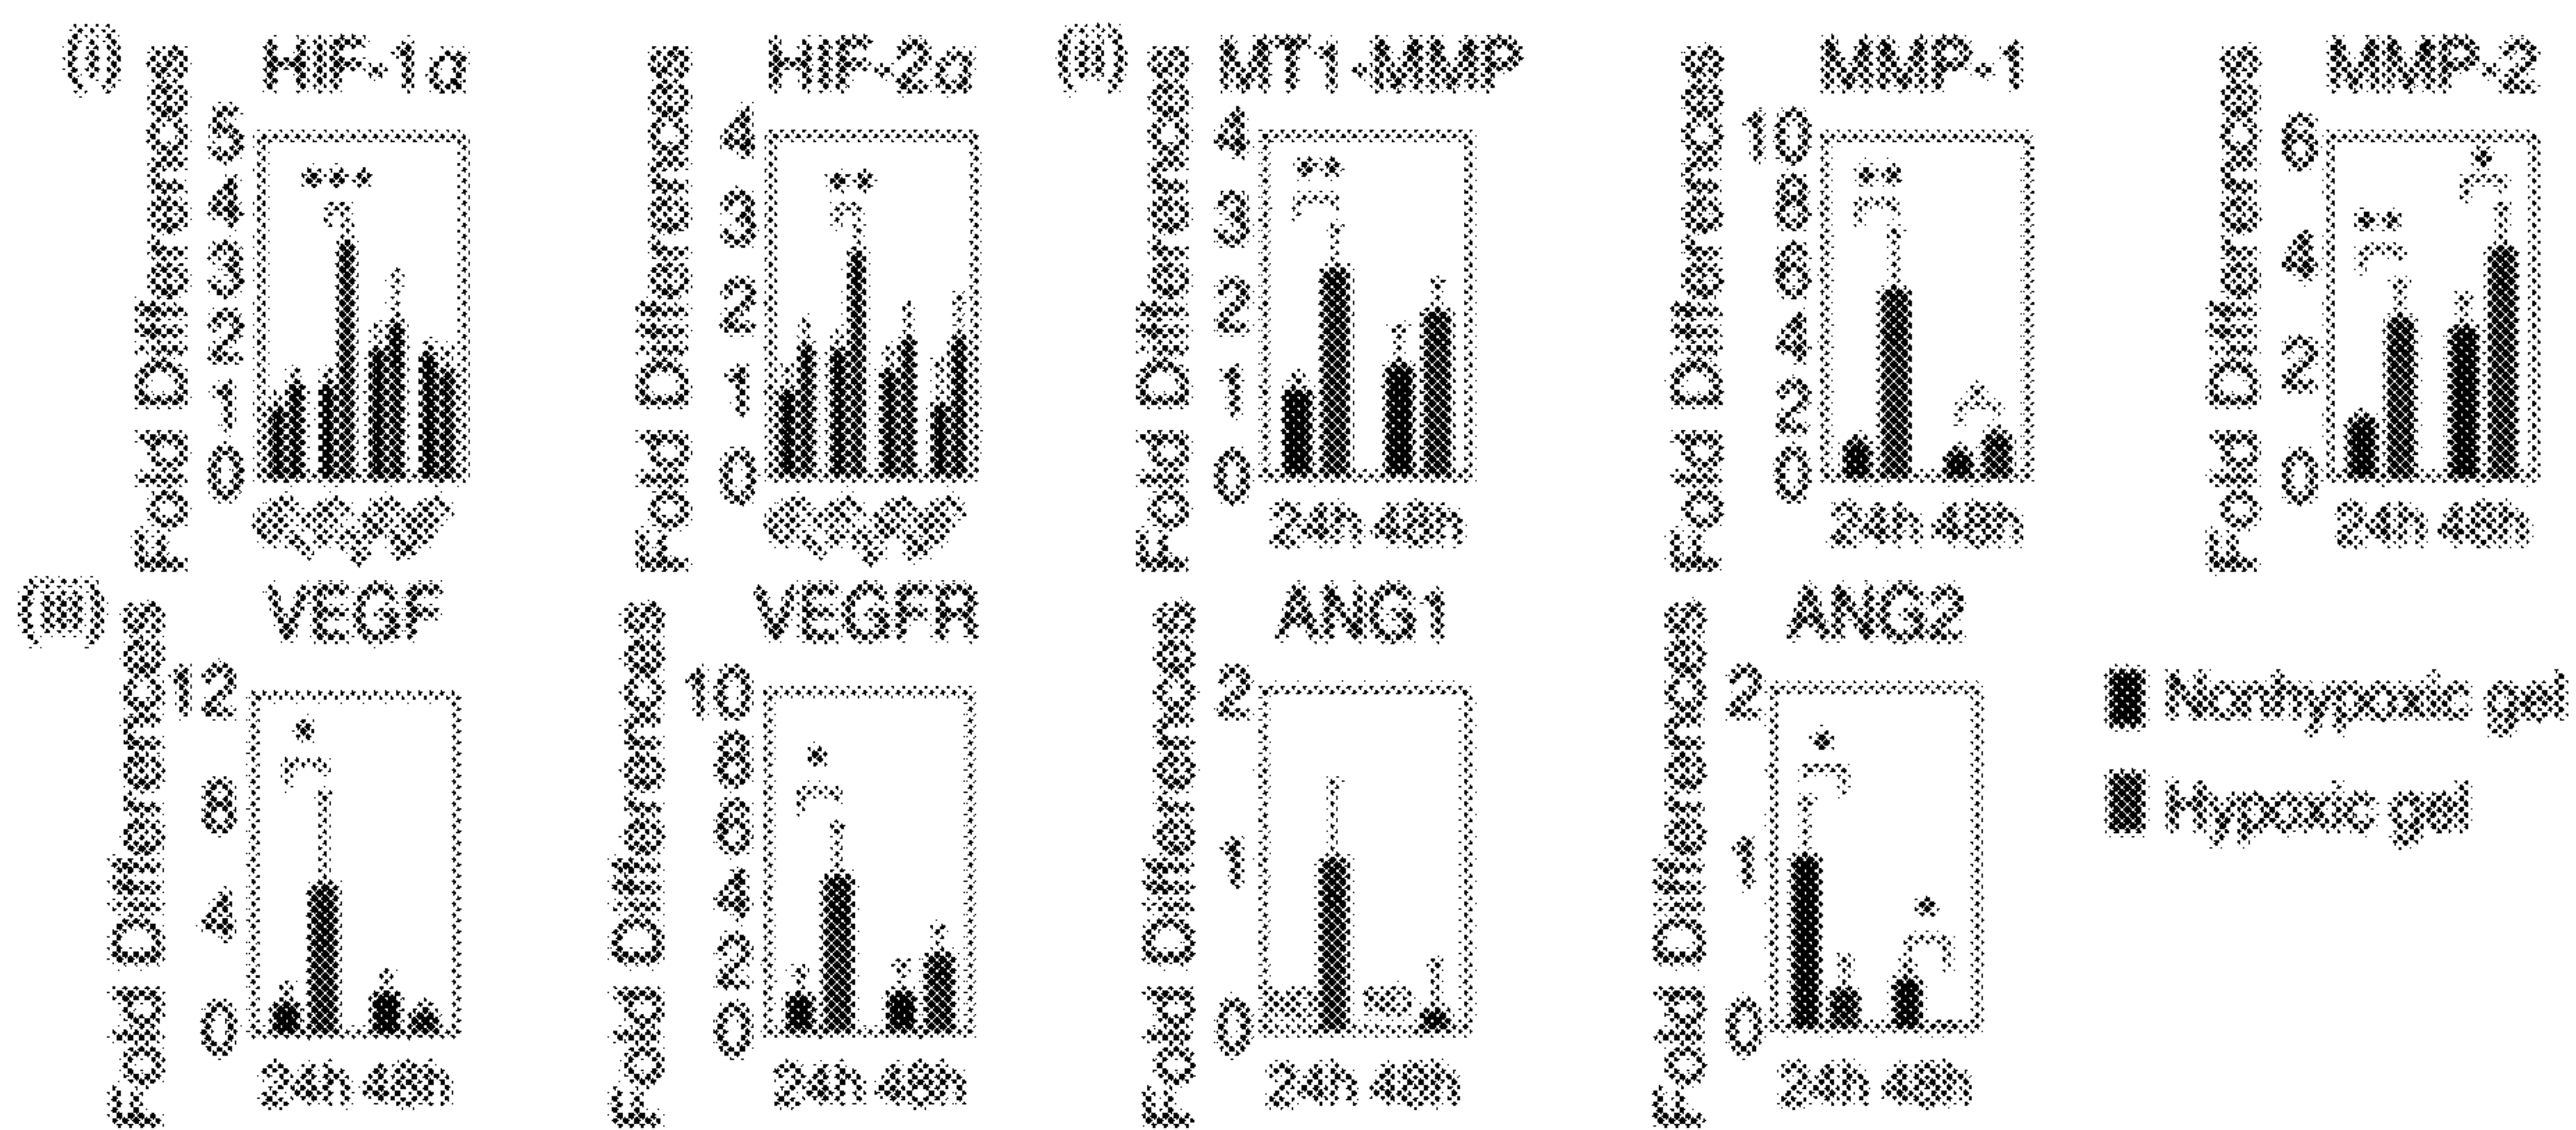 (i) HIF-1α HIF-2α (ii) MT1-MMP MMP-1 MMP-2
Fold Differences 5 4 3 2 1 0 ***
Fold Differences 4 3 2 1 0 **
Fold Differences 4 3 2 1 0 **
24h 48h
Fold Differences 10 8 6 4 2 0 **
24h 48h
Fold Differences 6 4 2 0 ** *
24h 48h
(iii) VEGF VEGFR ANG1 ANG2
Fold Differences 12 8 4 0 *
24h 48h
Fold Differences 10 8 6 4 2 0 *
24h 48h
Fold Differences 2 1 0
24h 48h
Fold Differences 2 1 0 * *
24h 48h
Nonhypoxic gel
Hypoxic gel